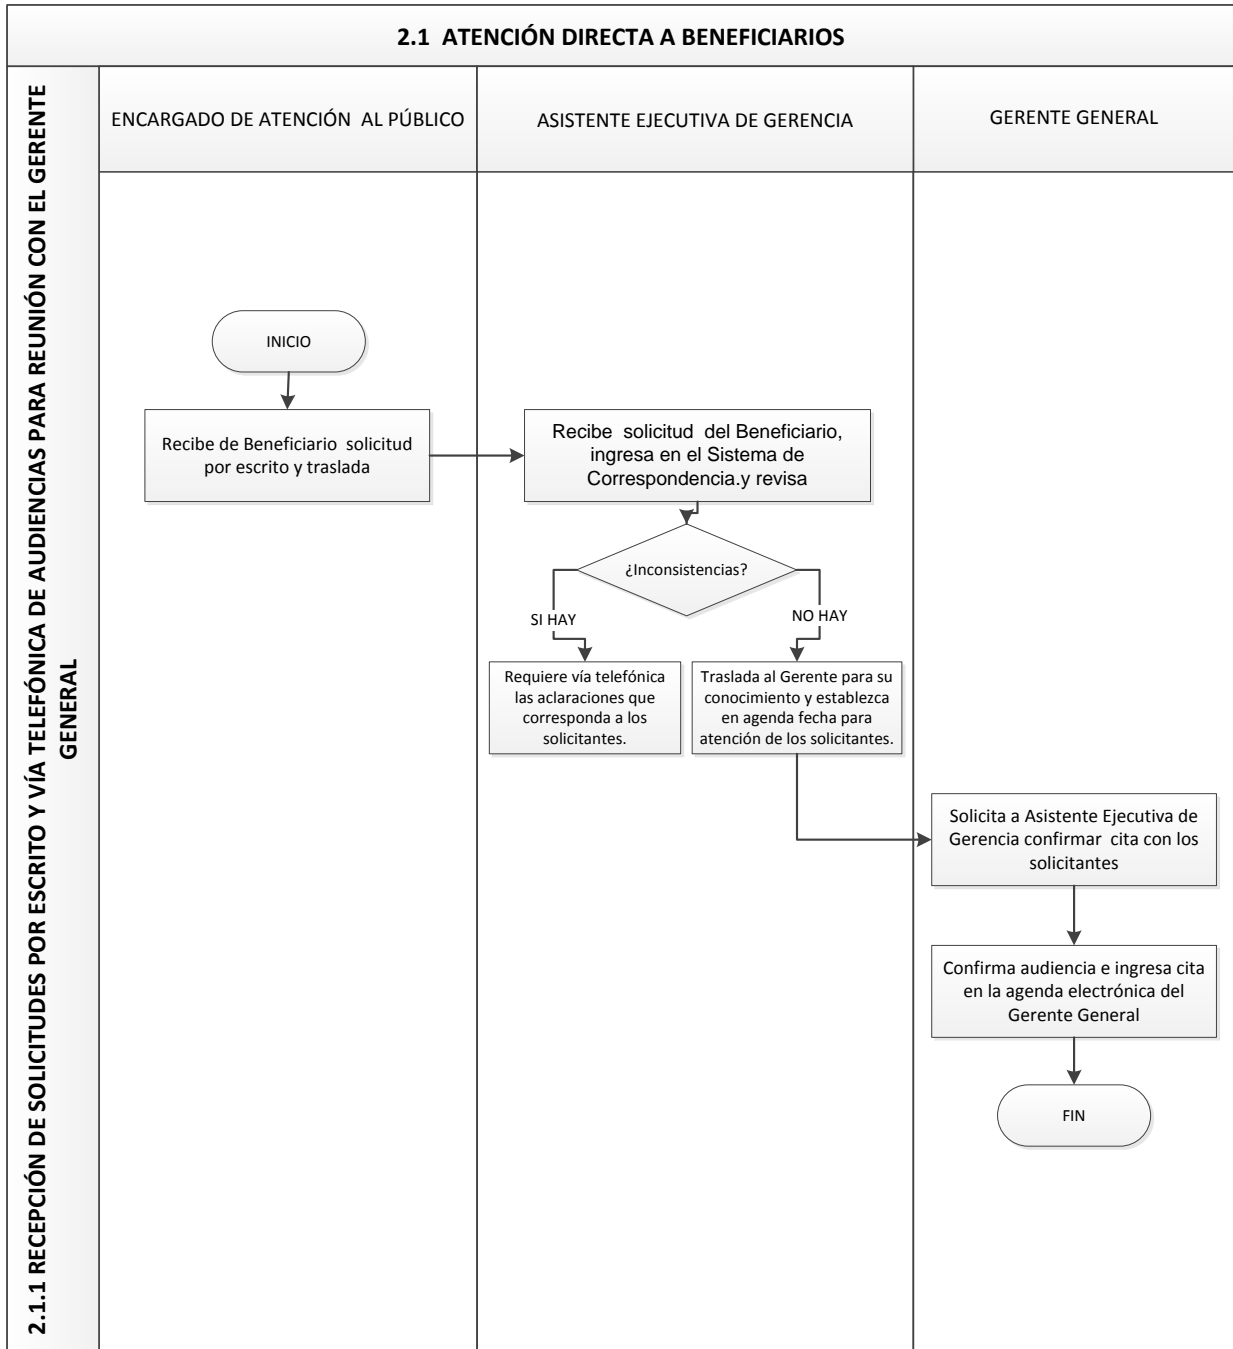 2.1 ATENCIÓN DIRECTA A BENEFICIARIOS
2.1.1 RECEPCIÓN DE SOLICITUDES POR ESCRITO Y VÍA TELEFÓNICA DE AUDIENCIAS PARA REUNIÓN CON EL GERENTE
GENERAL
ENCARGADO DE ATENCIÓN AL PÚBLICO
ASISTENTE EJECUTIVA DE GERENCIA
GERENTE GENERAL
INICIO
Recibe de Beneficiario solicitud
por escrito y traslada
Recibe solicitud del Beneficiario,
ingresa en el Sistema de
Correspondencia.y revisa
¿Inconsistencias?
SI HAY
NO HAY
Requiere vía telefónica
las aclaraciones que
corresponda a los
solicitantes.
Traslada al Gerente para su
conocimiento y establezca
en agenda fecha para
atención de los solicitantes.
Solicita a Asistente Ejecutiva de
Gerencia confirmar cita con los
solicitantes
Confirma audiencia e ingresa cita
en la agenda electrónica del
Gerente General
FIN